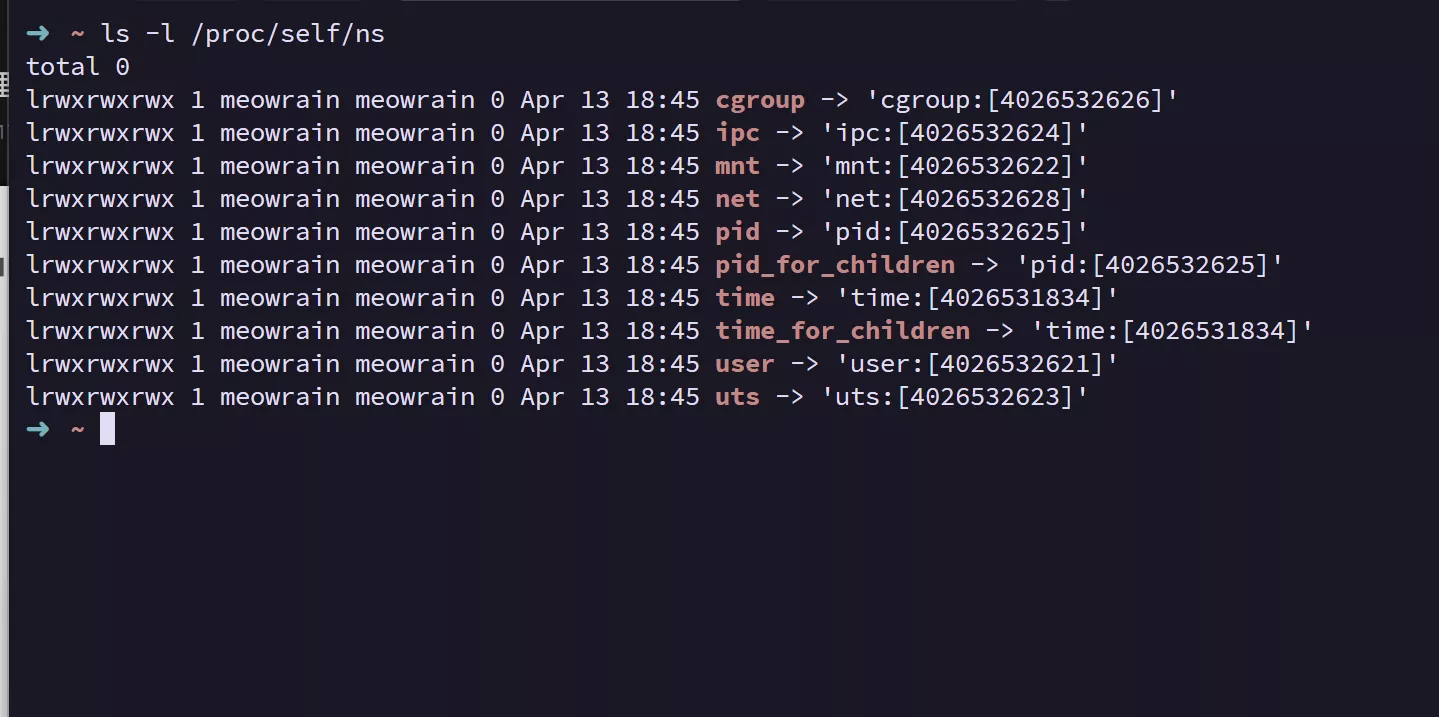 ➜ ~ ls -l /proc/self/ns
total 0
lrwxrwxrwx 1 meowrain meowrain 0 Apr 13 18:45 cgroup -> 'cgroup:[4026532626]'
lrwxrwxrwx 1 meowrain meowrain 0 Apr 13 18:45 ipc -> 'ipc:[4026532624]'
lrwxrwxrwx 1 meowrain meowrain 0 Apr 13 18:45 mnt -> 'mnt:[4026532622]'
lrwxrwxrwx 1 meowrain meowrain 0 Apr 13 18:45 net -> 'net:[4026532628]'
lrwxrwxrwx 1 meowrain meowrain 0 Apr 13 18:45 pid -> 'pid:[4026532625]'
lrwxrwxrwx 1 meowrain meowrain 0 Apr 13 18:45 pid_for_children -> 'pid:[4026532625]'
lrwxrwxrwx 1 meowrain meowrain 0 Apr 13 18:45 time -> 'time:[4026531834]'
lrwxrwxrwx 1 meowrain meowrain 0 Apr 13 18:45 time_for_children -> 'time:[4026531834]'
lrwxrwxrwx 1 meowrain meowrain 0 Apr 13 18:45 user -> 'user:[4026532621]'
lrwxrwxrwx 1 meowrain meowrain 0 Apr 13 18:45 uts -> 'uts:[4026532623]'
➜ ~